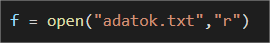 f = open("adatok.txt","r")